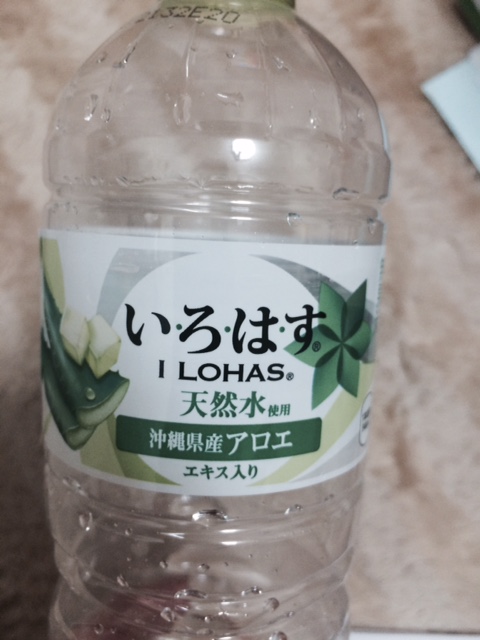 い・ろ・は・す®
I LOHAS®
天然水使用
沖縄県産アロエ
エキス入り